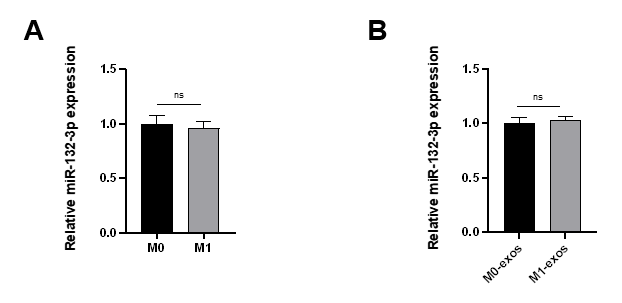 A
Relative miR-132-3p expression
1.5
1.0
0.5
0.0
ns
M0 M1
B
Relative miR-132-3p expression
1.5
1.0
0.5
0.0
ns
M0-exos M1-exos